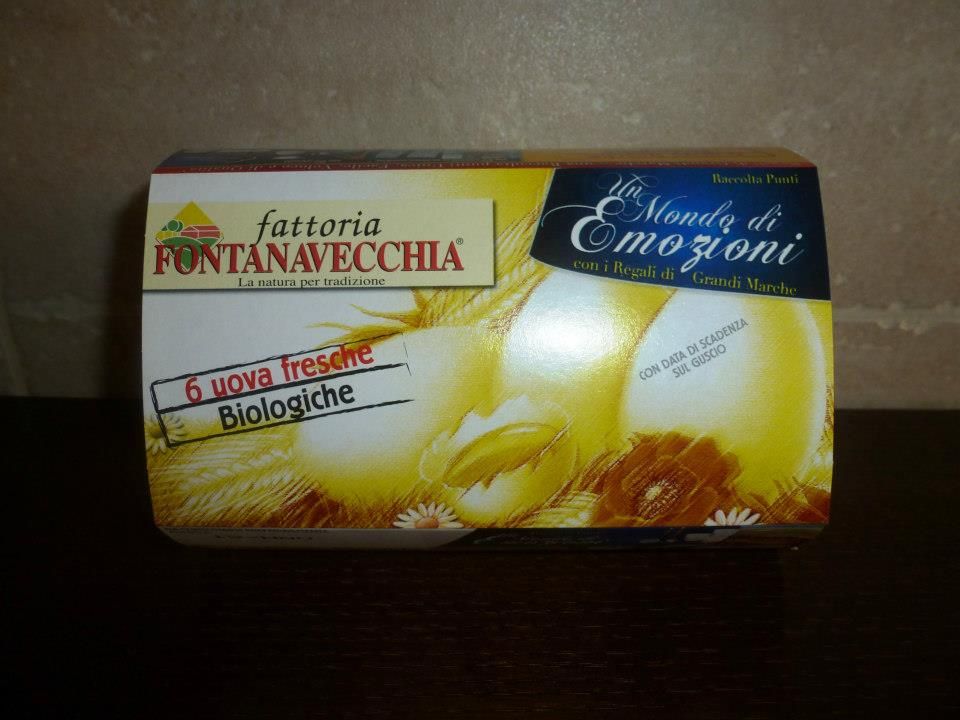 fattoria
FONTANAVECCHIA®
La natura per tradizione
Raccolta Punti
Un
Mondo di
Emozioni
con i Regali di Grandi Marche
CON DATA DI SCADENZA
SUL GUSCIO
6 uova fresche
Biologiche